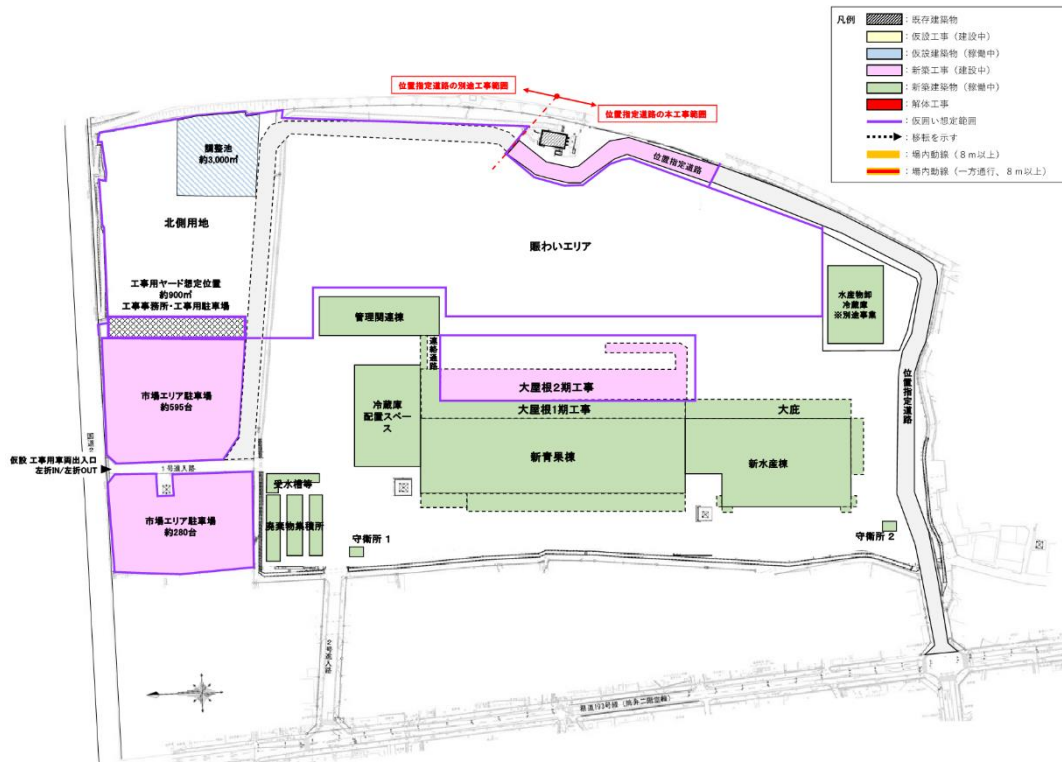 凡例
：既存建築物
：仮設工事（建設中）
：仮設建築物（稼働中）
：新築工事（建設中）
：新築建築物（稼働中）
：解体工事
：仮囲い想定範囲
：移転を示す
：場内動線（８ｍ以上）
：場内動線（一方通行、８ｍ以上）
位置指定道路の別途工事範囲
位置指定道路の本工事範囲
調整池
約3,000㎡
位置指定道路
北側用地
賑わいエリア
工事用ヤード想定位置
約900㎡
工事事務所・工事用駐車場
水産物卸
冷蔵庫
※別途事業
管理関連棟
連絡通路
大屋根２期工事
市場エリア駐車場
約595台
冷蔵庫
配置スペー
ス
大屋根1期工事
大庇
位置指定道路
新青果棟
新水産棟
仮設 工事用車両出入口
左折IN/左折OUT
１号進入路
受水槽等
市場エリア駐車場
約280台
廃棄物集積所
守衛所 1
守衛所 2
２号進入路